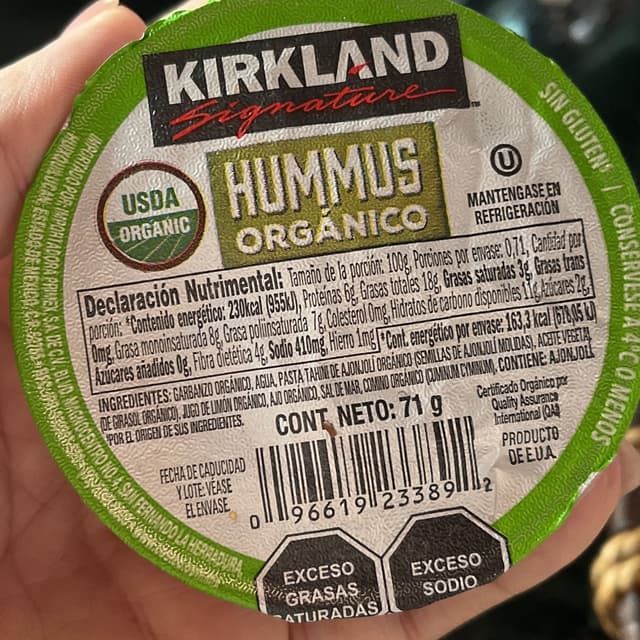 KIRKLAND
Signature
HUMMUS
ORGÁNICO
USDA
ORGANIC
U
MANTENGASE EN
REFRIGERACIÓN
SIN GLUTEN / CONSERVESE A 4 C O MENOS
Declaración Nutrimental: Tamaño de la porción: 100g, Porciones por envase: 0,71, Cantidad por
porción: *Contenido energético: 230kcal (955kJ), Proteínas 6g, Grasas totales 18g, Grasas saturadas 3g, Grasas trans
0mg, Grasa monoinsaturada 8g, Grasa poliinsaturada 7g, Colesterol 0mg, Hidratos de carbono disponibles 11g, Azúcares 2g,
Azúcares añadidos 0g, Fibra dietética 4g, Sodio 410mg, Hierro 1mg *Cont. energético por envase: 163,3 kcal
INGREDIENTES: GARBANZO ORGÁNICO, AGUA, PASTA TAHINI DE AJONJOLÍ ORGÁNICO (SEMILLAS DE AJONJOLÍ MOLIDAS), ACEITE VEGETAL
(DE GIRASOL ORGÁNICO), JUGO DE LIMÓN ORGÁNICO, AJO ORGÁNICO, SAL DE MAR, COMINO ORGÁNICO (CUMINUM CYMINUM), CONTIENE: AJONJOLÍ
*POR EL ORIGEN DE SUS INGREDIENTES.
CONT. NETO: 71 g
Certificado Orgánico por
Quality Assurance
International (QAI)
PRODUCTO
DE E.U.A.
FECHA DE CADUCIDAD
Y LOTE: VÉASE
EL ENVASE
0 96619 23389 2
EXCESO
GRASAS
SATURADAS
EXCESO
SODIO